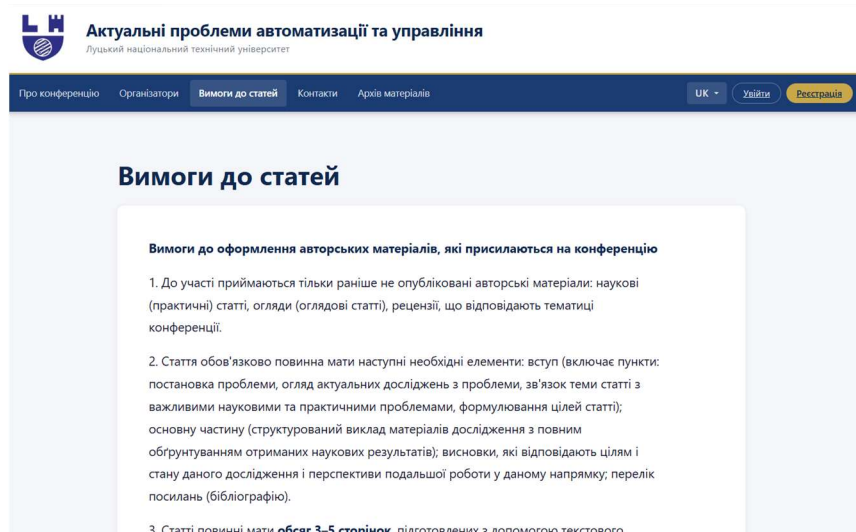 Актуальні проблеми автоматизації та управління
Луцький національний технічний університет
Про конференцію Організатори Вимоги до статей Контакти Архів матеріалів UK Увійти Реєстрація
Вимоги до статей
Вимоги до оформлення авторських матеріалів, які присилаються на конференцію
1. До участі приймаються тільки раніше не опубліковані авторські матеріали: наукові
(практичні) статті, огляди (оглядові статті), рецензії, що відповідають тематиці
конференції.
2. Стаття обов'язково повинна мати наступні необхідні елементи: вступ (включає пункти:
постановка проблеми, огляд актуальних досліджень з проблеми, зв'язок теми статті з
важливими науковими та практичними проблемами, формулювання цілей статті);
основну частину (структурований виклад матеріалів дослідження з повним
обґрунтуванням отриманих наукових результатів); висновки, які відповідають цілям і
стану даного дослідження і перспективи подальшої роботи у даному напрямку; перелік
посилань (бібліографію).
3. Статті повинні мати обсяг 3–5 сторінок, підготовлених з допомогою текстового